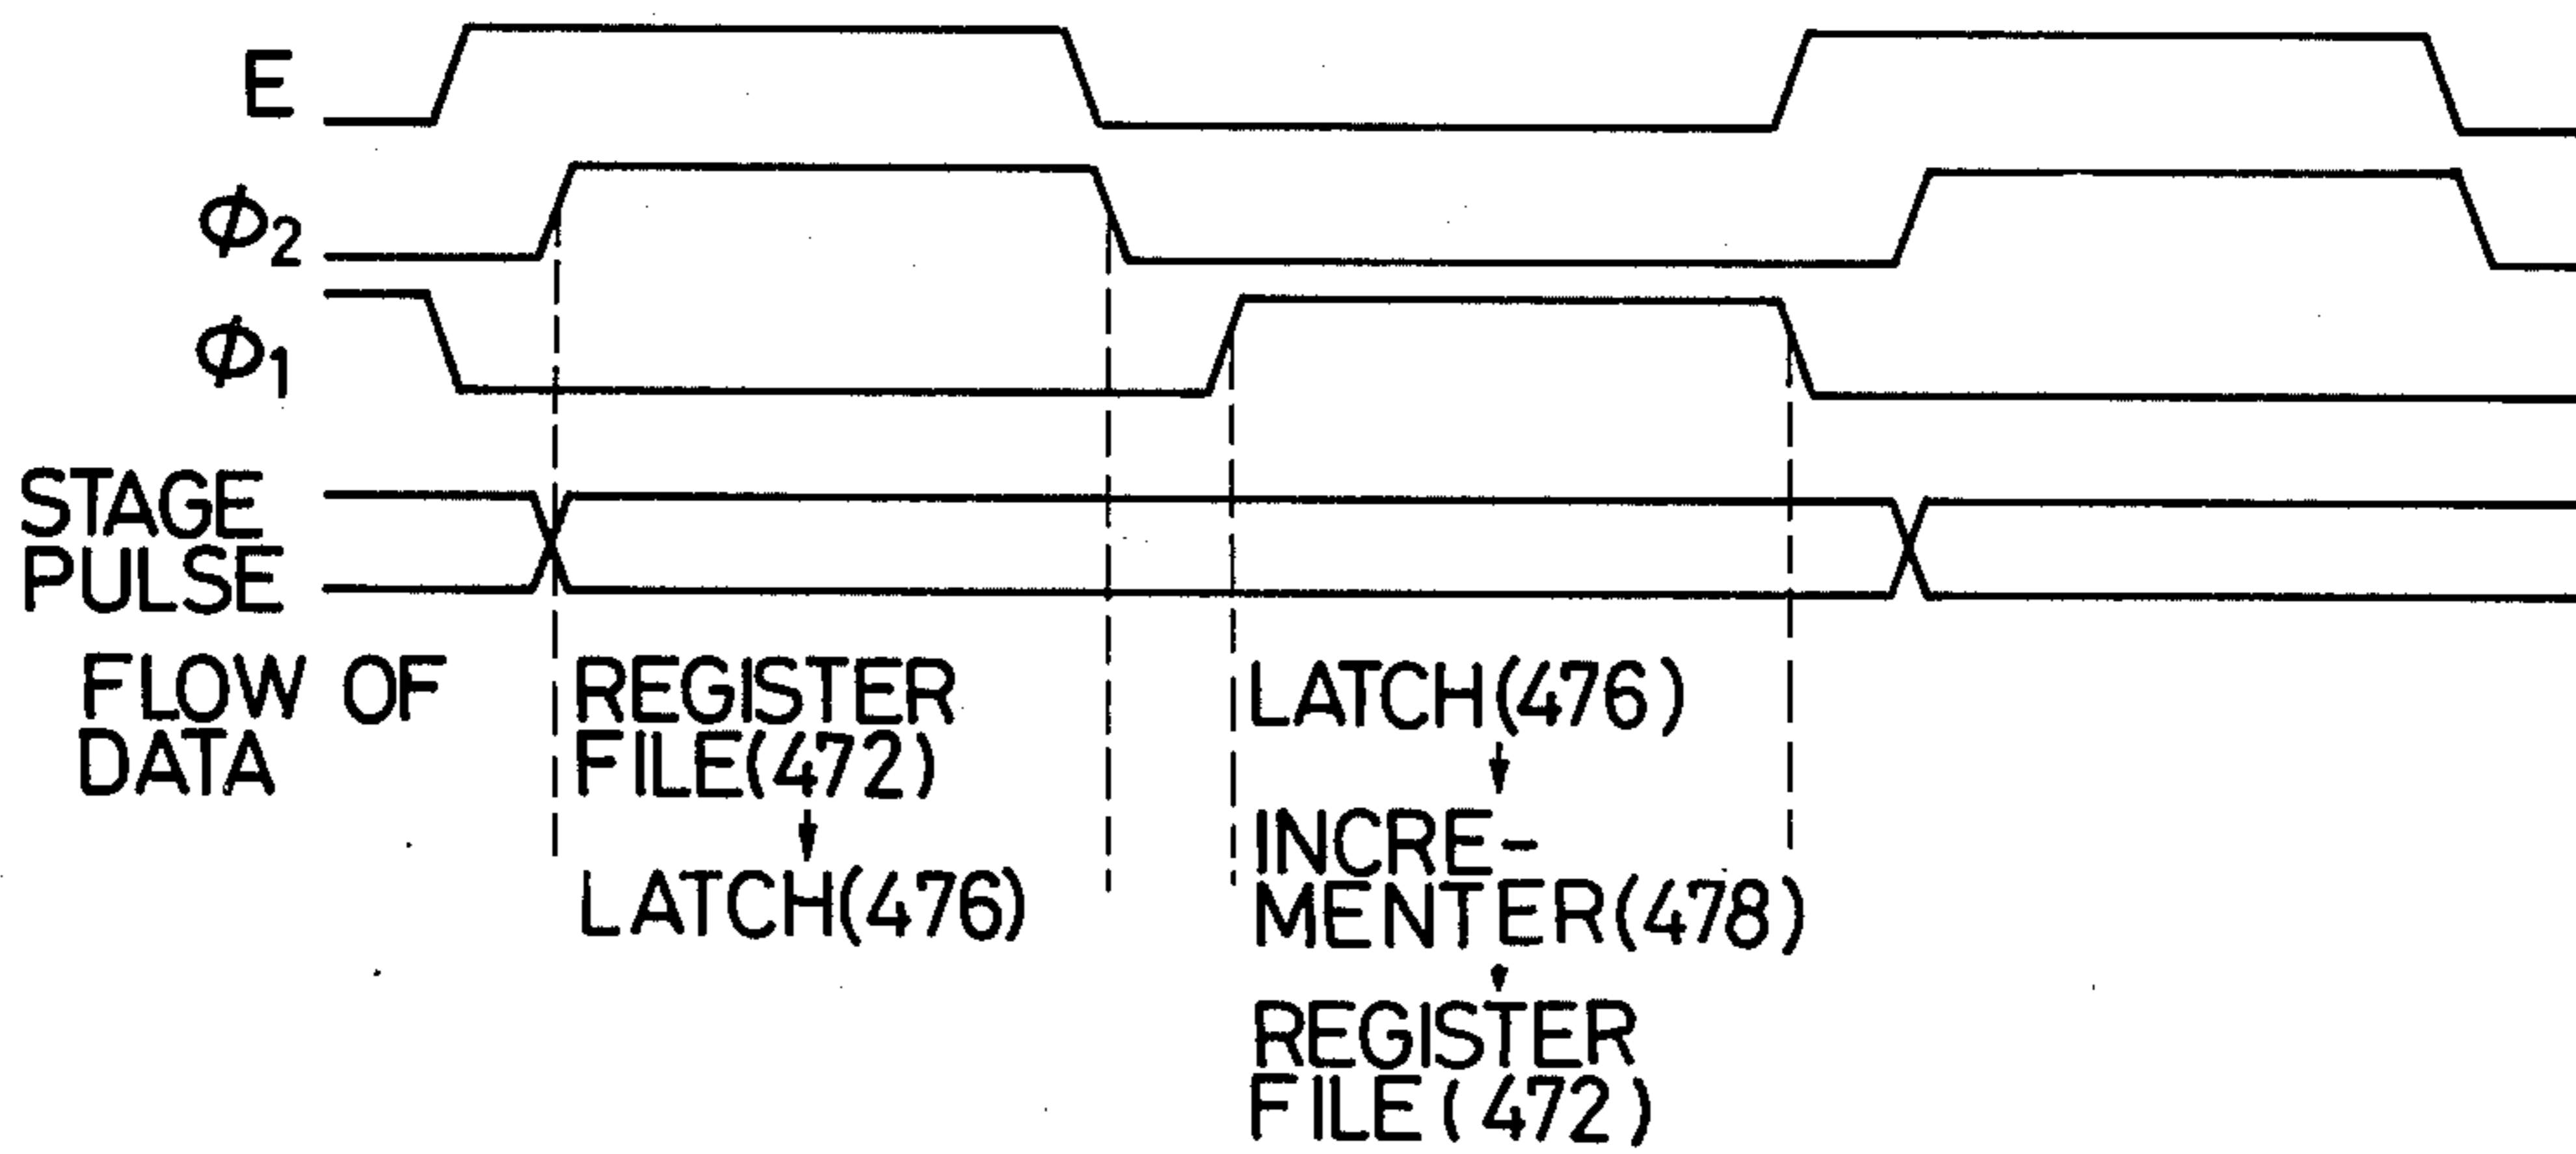 E
ϕ2
ϕ1
STAGE
PULSE
FLOW OF
DATA
REGISTER
FILE(472)
LATCH(476)
LATCH(476)
INCRE-
MENTER(478)
REGISTER
FILE(472)